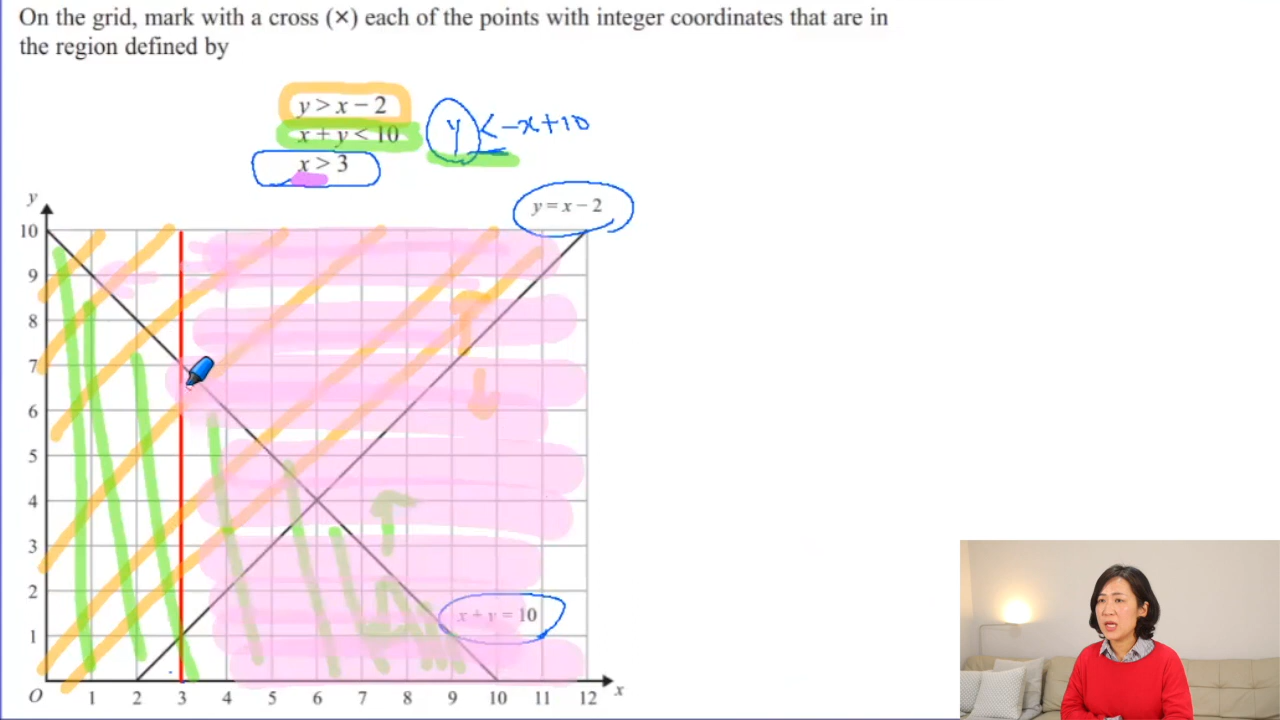 On the grid, mark with a cross (×) each of the points with integer coordinates that are in
the region defined by
y > x − 2
x + y < 10
y < −x + 10
x > 3
y
y = x − 2
10
9
8
7
6
5
4
3
2
1
x + y = 10
O 1 2 3 4 5 6 7 8 9 10 11 12 x